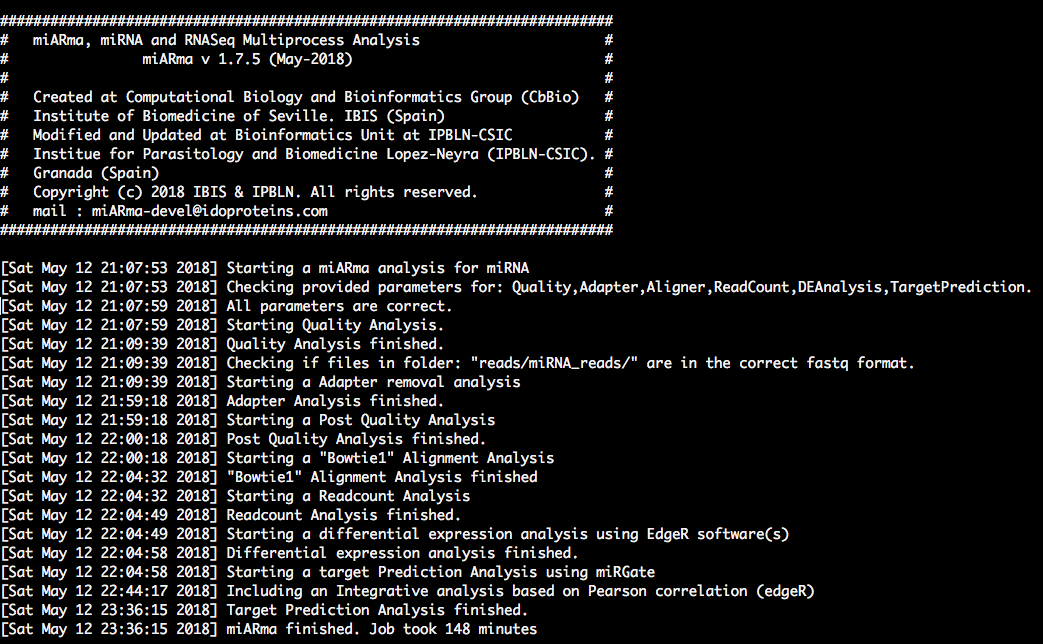 #########################################################################
# miARma, miRNA and RNASeq Multiprocess Analysis #
# miARma v 1.7.5 (May-2018) #
# #
# Created at Computational Biology and Bioinformatics Group (CbBio) #
# Institute of Biomedicine of Seville. IBIS (Spain) #
# Modified and Updated at Bioinformatics Unit at IPBLN-CSIC #
# Institue for Parasitology and Biomedicine Lopez-Neyra (IPBLN-CSIC). #
# Granada (Spain) #
# Copyright (c) 2018 IBIS & IPBLN. All rights reserved. #
# mail : miARma-devel@idoproteins.com #
#########################################################################
[Sat May 12 21:07:53 2018] Starting a miARma analysis for miRNA
[Sat May 12 21:07:53 2018] Checking provided parameters for: Quality,Adapter,Aligner,ReadCount,DEAnalysis,TargetPrediction.
[Sat May 12 21:07:59 2018] All parameters are correct.
[Sat May 12 21:07:59 2018] Starting Quality Analysis.
[Sat May 12 21:09:39 2018] Quality Analysis finished.
[Sat May 12 21:09:39 2018] Checking if files in folder: "reads/miRNA_reads/" are in the correct fastq format.
[Sat May 12 21:09:39 2018] Starting a Adapter removal analysis
[Sat May 12 21:59:18 2018] Adapter Analysis finished.
[Sat May 12 21:59:18 2018] Starting a Post Quality Analysis
[Sat May 12 22:00:18 2018] Post Quality Analysis finished.
[Sat May 12 22:00:18 2018] Starting a "Bowtie1" Alignment Analysis
[Sat May 12 22:04:32 2018] "Bowtie1" Alignment Analysis finished
[Sat May 12 22:04:32 2018] Starting a Readcount Analysis
[Sat May 12 22:04:49 2018] Readcount Analysis finished.
[Sat May 12 22:04:49 2018] Starting a differential expression analysis using EdgeR software(s)
[Sat May 12 22:04:58 2018] Differential expression analysis finished.
[Sat May 12 22:04:58 2018] Starting a target Prediction Analysis using miRGate
[Sat May 12 22:44:17 2018] Including an Integrative analysis based on Pearson correlation (edgeR)
[Sat May 12 23:36:15 2018] Target Prediction Analysis finished.
[Sat May 12 23:36:15 2018] miARma finished. Job took 148 minutes